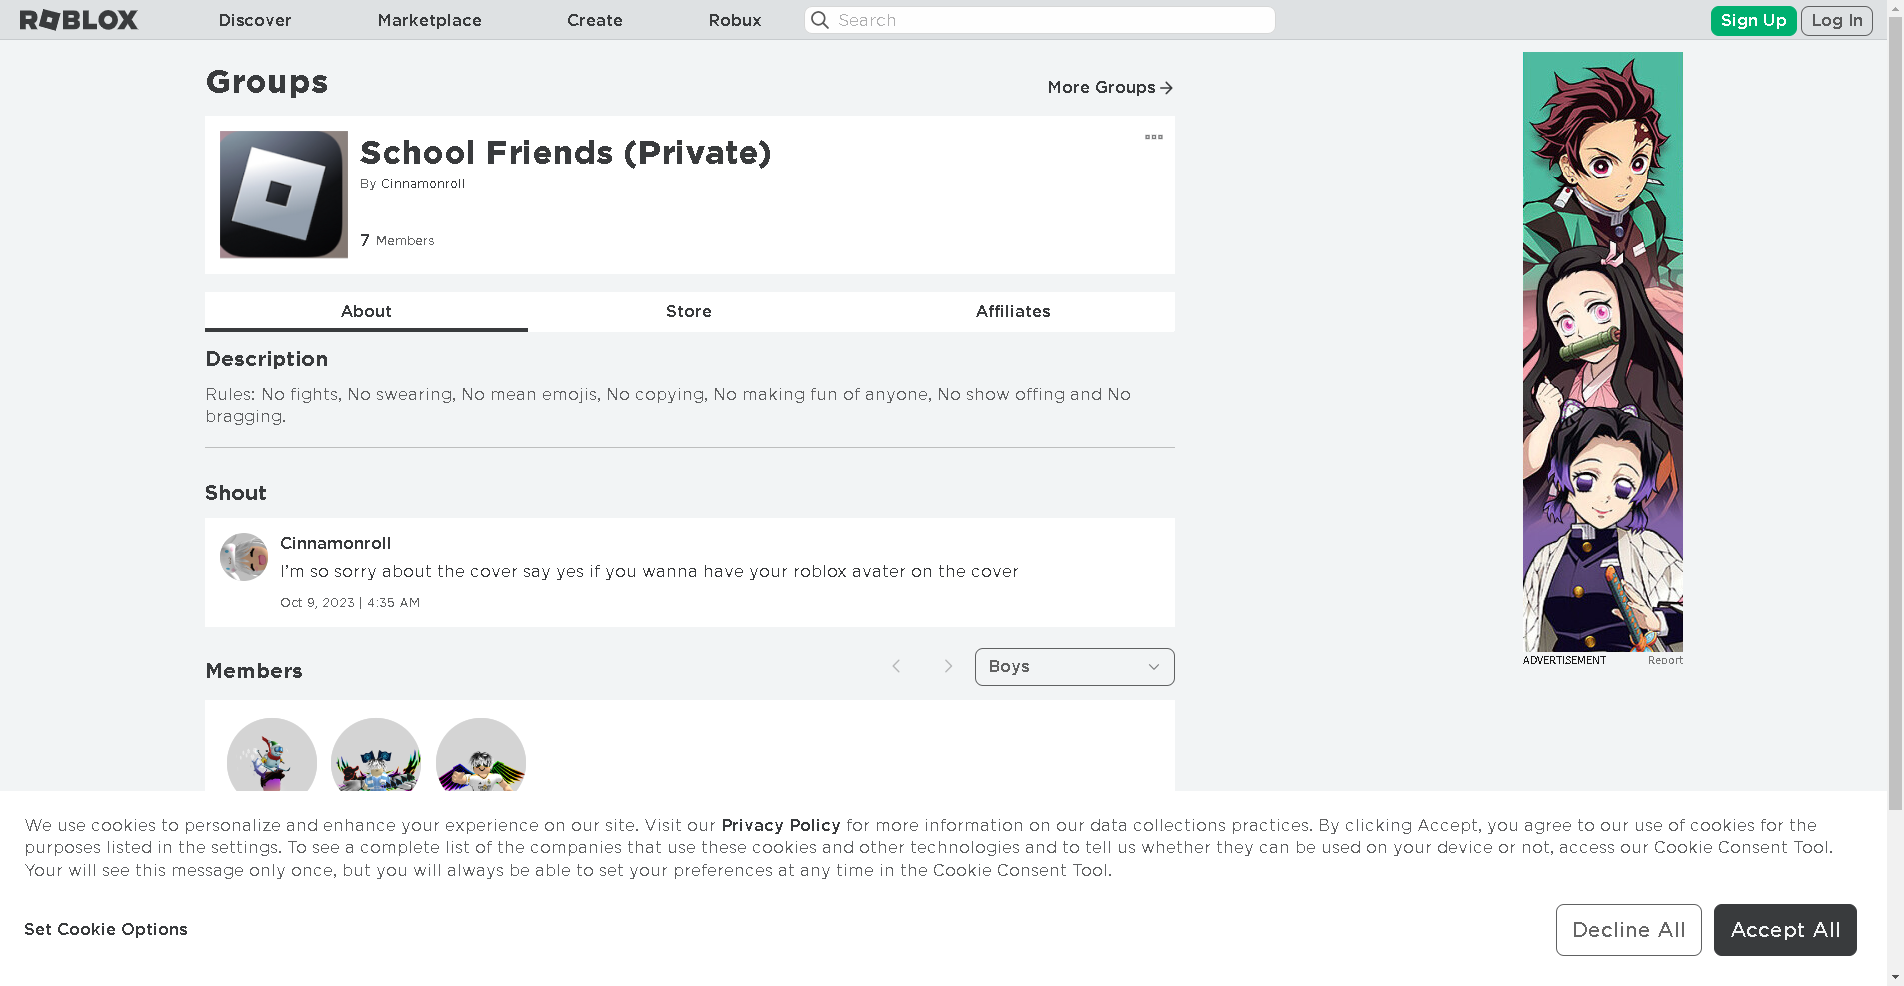 ROBLOX
Discover
Marketplace
Create
Robux
Search
Sign Up
Log In
Groups
More Groups
School Friends (Private)
By Cinnamonroll
7 Members
About
Store
Affiliates
Description
Rules: No fights, No swearing, No mean emojis, No copying, No making fun of anyone, No show offing and No
bragging.
Shout
Cinnamonroll
I'm so sorry about the cover say yes if you wanna have your roblox avater on the cover
Oct 9, 2023 | 4:35 AM
Members
Boys
ADVERTISEMENT
Report
We use cookies to personalize and enhance your experience on our site. Visit our Privacy Policy for more information on our data collections practices. By clicking Accept, you agree to our use of cookies for the
purposes listed in the settings. To see a complete list of the companies that use these cookies and other technologies and to tell us whether they can be used on your device or not, access our Cookie Consent Tool.
Your will see this message only once, but you will always be able to set your preferences at any time in the Cookie Consent Tool.
Set Cookie Options
Decline All
Accept All